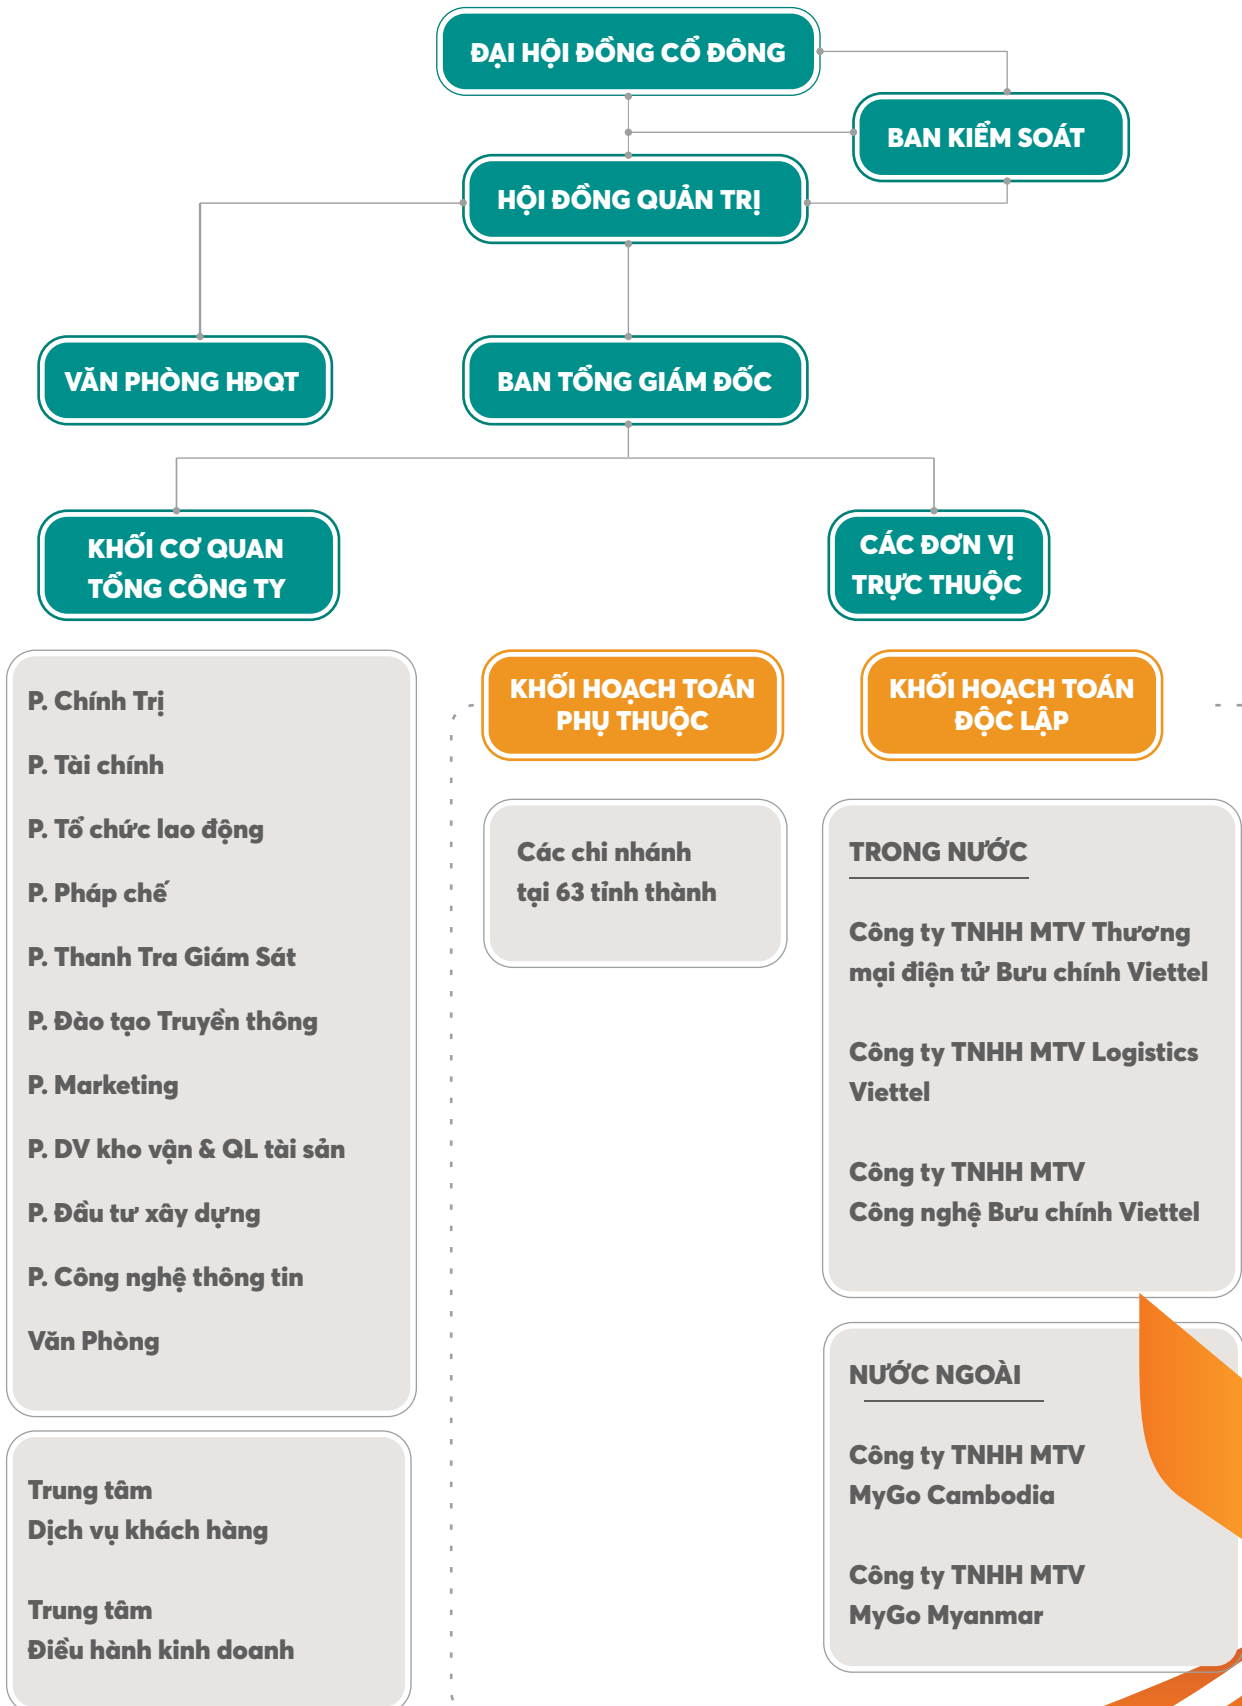 ĐẠI HỘI ĐỒNG CỔ ĐÔNG
BAN KIỂM SOÁT
HỘI ĐỒNG QUẢN TRỊ
VĂN PHÒNG HĐQT
BAN TỔNG GIÁM ĐỐC
KHỐI CƠ QUAN
TỔNG CÔNG TY
CÁC ĐƠN VỊ
TRỰC THUỘC
P. Chính Trị
P. Tài chính
P. Tổ chức lao động
P. Pháp chế
P. Thanh Tra Giám Sát
P. Đào tạo Truyền thông
P. Marketing
P. DV kho vận & QL tài sản
P. Đầu tư xây dựng
P. Công nghệ thông tin
Văn Phòng
Trung tâm
Dịch vụ khách hàng
Trung tâm
Điều hành kinh doanh
KHỐI HOẠCH TOÁN
PHỤ THUỘC
Các chi nhánh
tại 63 tỉnh thành
KHỐI HOẠCH TOÁN
ĐỘC LẬP
TRONG NƯỚC
Công ty TNHH MTV Thương
mại điện tử Bưu chính Viettel
Công ty TNHH MTV Logistics
Viettel
Công ty TNHH MTV
Công nghệ Bưu chính Viettel
NƯỚC NGOÀI
Công ty TNHH MTV
MyGo Cambodia
Công ty TNHH MTV
MyGo Myanmar